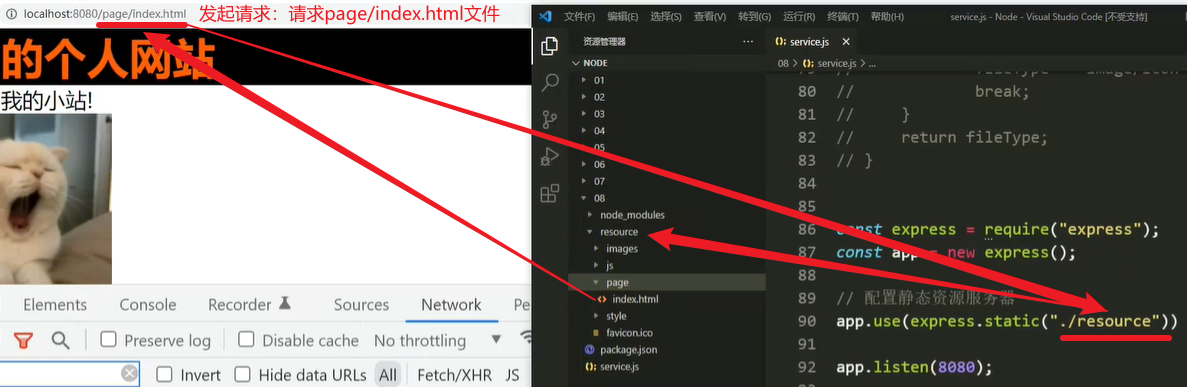 localhost:8080/page/index.html
发起请求：请求page/index.html文件
的个人网站
我的小站!
Elements Console Recorder Sources Network Pe
Preserve log Disable cache No throttling
Invert Hide data URLs All Fetch/XHR JS
文件(F) 编辑(E) 选择(S) 查看(V) 转到(G) 运行(R) 终端(T) 帮助(H) service.js - Node - Visual Studio Code [不受支持]
资源管理器 ...
NODE
01
02
03
04
05
06
07
08
node_modules
resource
images
js
page
index.html
style
favicon.ico
package.json
service.js
service.js
08 > service.js > ...
80 // break;
81 // }
82 // return fileType;
83 // }
84
85
86 const express = require("express");
87 const app = new express();
88
89 // 配置静态资源服务器
90 app.use(express.static("./resource"))
91
92 app.listen(8080);